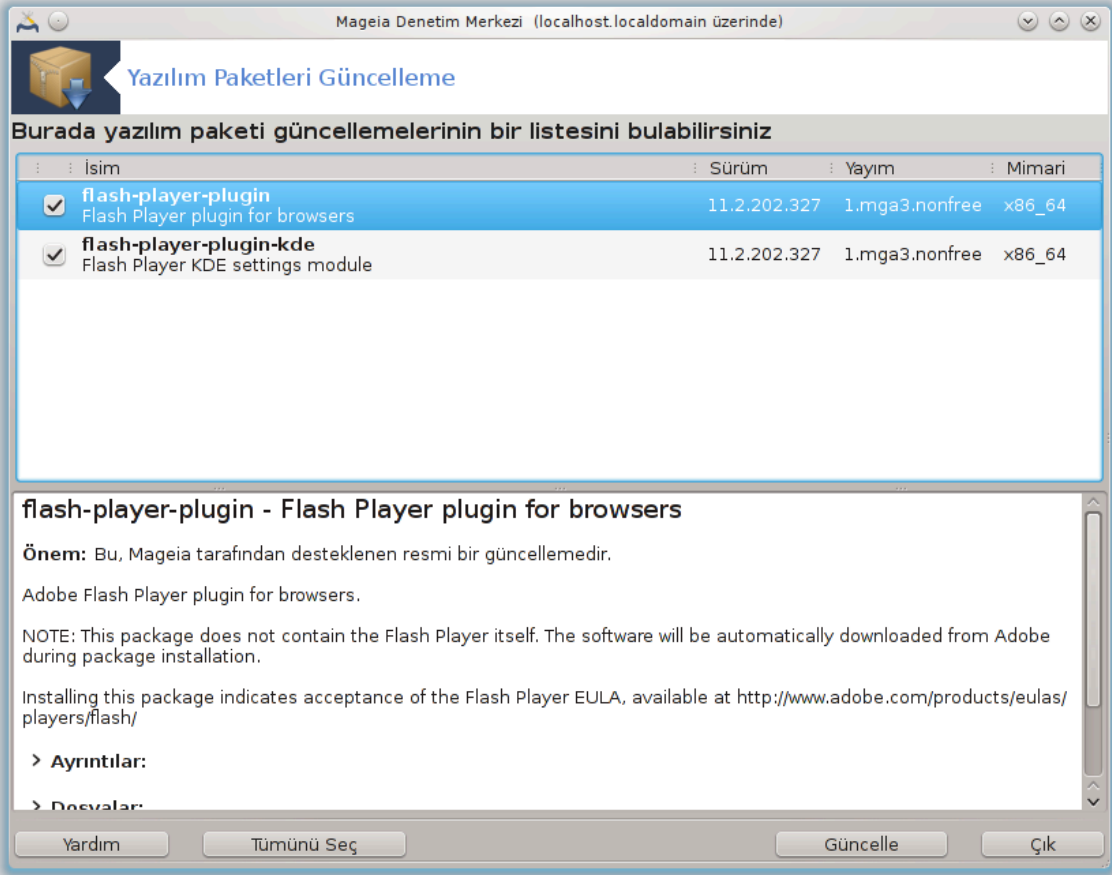 Mageia Denetim Merkezi (localhost.localdomain üzerinde)
Yazılım Paketleri Güncelleme
Burada yazılım paketi güncellemelerinin bir listesini bulabilirsiniz
İsim Sürüm Yayım Mimari
flash-player-plugin
Flash Player plugin for browsers 11.2.202.327 1.mga3.nonfree x86_64
flash-player-plugin-kde
Flash Player KDE settings module 11.2.202.327 1.mga3.nonfree x86_64
flash-player-plugin - Flash Player plugin for browsers
Önem: Bu, Mageia tarafından desteklenen resmi bir güncellemedir.
Adobe Flash Player plugin for browsers.
NOTE: This package does not contain the Flash Player itself. The software will be automatically downloaded from Adobe
during package installation.
Installing this package indicates acceptance of the Flash Player EULA, available at http://www.adobe.com/products/eulas/
players/flash/
Ayrıntılar:
Dosyalar:
Yardım Tümünü Seç Güncelle Çık